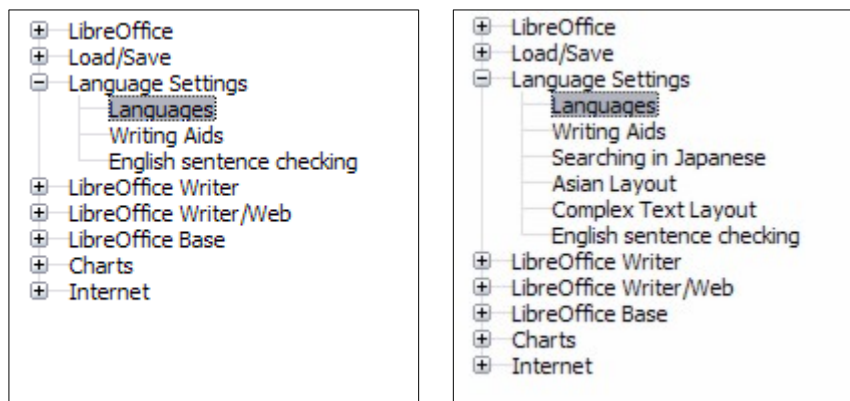 LibreOffice
Load/Save
Language Settings
Languages
Writing Aids
English sentence checking
LibreOffice Writer
LibreOffice Writer/Web
LibreOffice Base
Charts
Internet
LibreOffice
Load/Save
Language Settings
Languages
Writing Aids
Searching in Japanese
Asian Layout
Complex Text Layout
English sentence checking
LibreOffice Writer
LibreOffice Writer/Web
LibreOffice Base
Charts
Internet